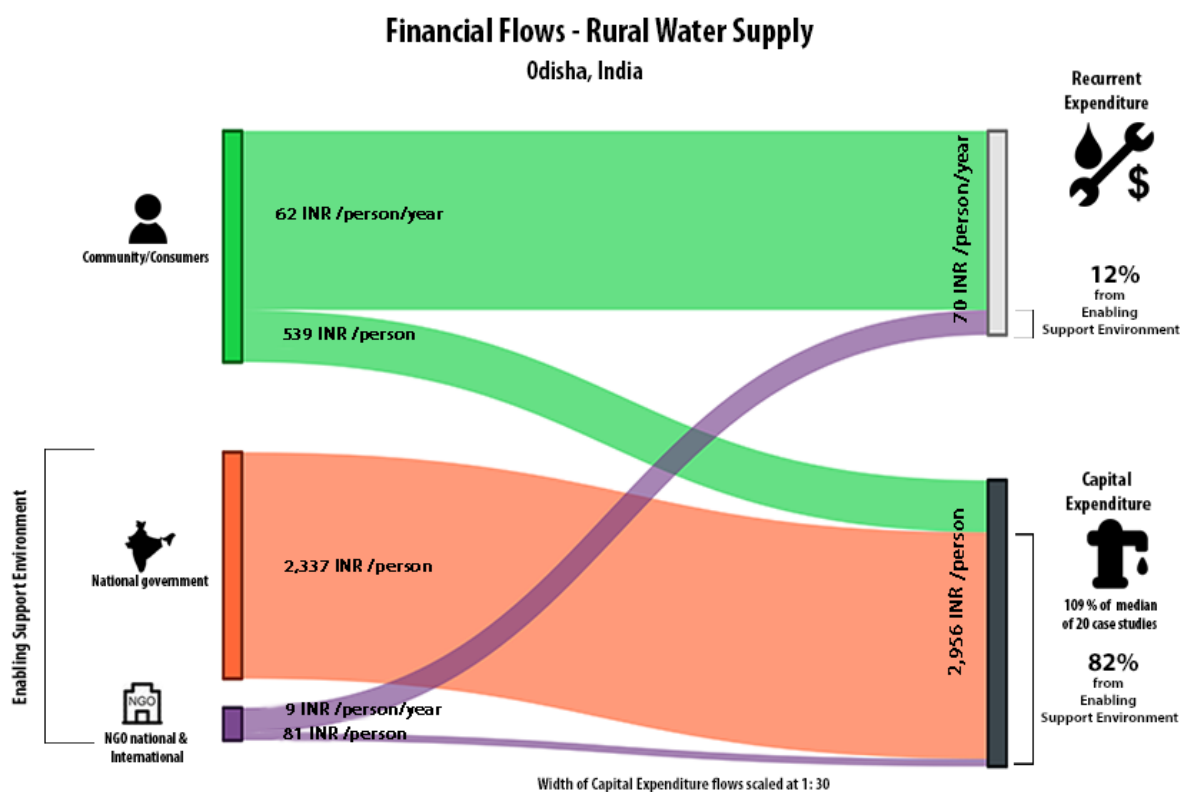 Financial Flows - Rural Water Supply
Odisha, India
Recurrent
Expenditure
$
70 INR /person/year
62 INR /person/year
Community/Consumers
12%
from
Enabling
Support Environment
539 INR /person
Capital
Expenditure
Enabling Support Environment
2,337 INR /person
National government
2,956 INR /person
109 % of median
of 20 case studies
82%
from
Enabling
Support Environment
NGO
9 INR /person/year
81 INR /person
NGO national &
International
Width of Capital Expenditure flows scaled at 1: 30